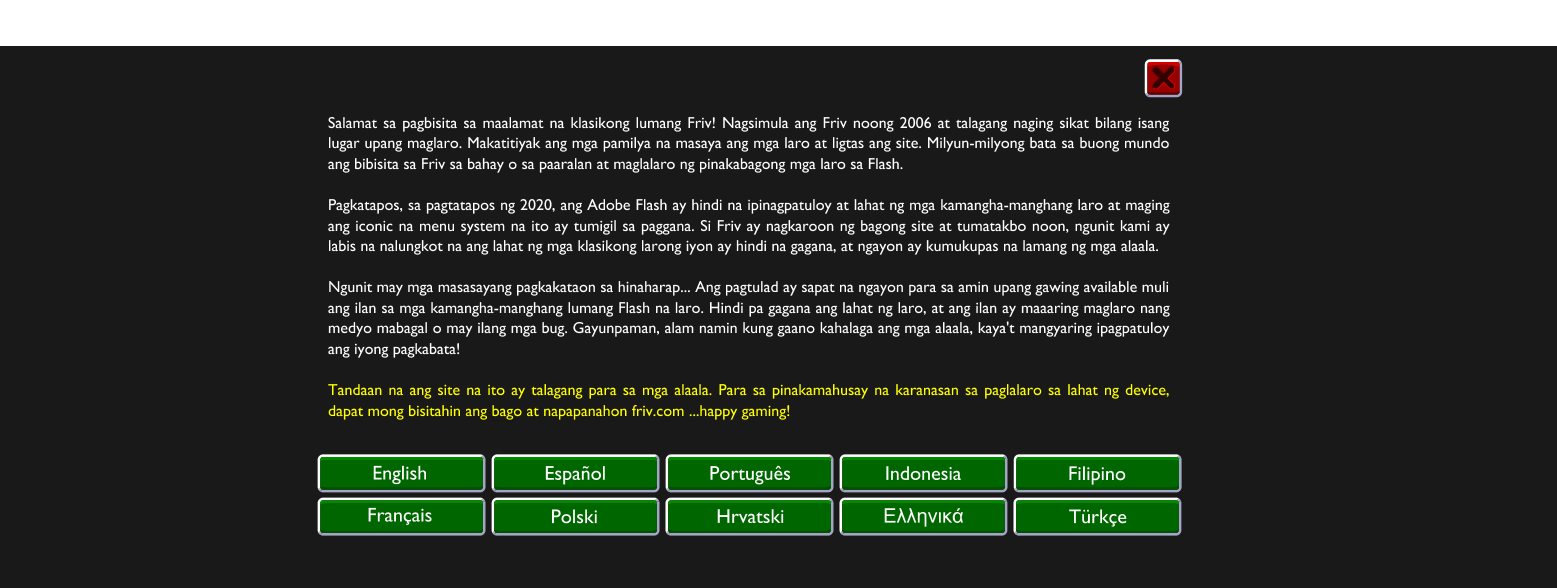 Salamat sa pagbisita sa maalamat na klasikong lumang Friv! Nagsimula ang Friv noong 2006 at talagang naging sikat bilang isang
lugar upang maglaro. Makatitiyak ang mga pamilya na masaya ang mga laro at ligtas ang site. Milyun-milyong bata sa buong mundo
ang bibisita sa Friv sa bahay o sa paaralan at maglalaro ng pinakabagong mga laro sa Flash.
Pagkatapos, sa pagtatapos ng 2020, ang Adobe Flash ay hindi na ipinagpatuloy at lahat ng mga kamangha-manghang laro at maging
ang iconic na menu system na ito ay tumigil sa paggana. Si Friv ay nagkaroon ng bagong site at tumatakbo noon, ngunit kami ay
labis na nalungkot na ang lahat ng mga klasikong larong iyon ay hindi na gagana, at ngayon ay kumukupas na lamang ng mga alaala.
Ngunit may mga masasayang pagkakataon sa hinaharap... Ang pagtulad ay sapat na ngayon para sa amin upang gawing available muli
ang ilan sa mga kamangha-manghang lumang Flash na laro. Hindi pa gagana ang lahat ng laro, at ang ilan ay maaaring maglaro nang
medyo mabagal o may ilang mga bug. Gayunpaman, alam namin kung gaano kahalaga ang mga alaala, kaya't mangyaring ipagpatuloy
ang iyong pagkabata!
Tandaan na ang site na ito ay talagang para sa mga alaala. Para sa pinakamahusay na karanasan sa paglalaro sa lahat ng device,
dapat mong bisitahin ang bago at napapanahon friv.com ...happy gaming!
English Español Português Indonesia Filipino
Français Polski Hrvatski Ελληνικά Türkçe